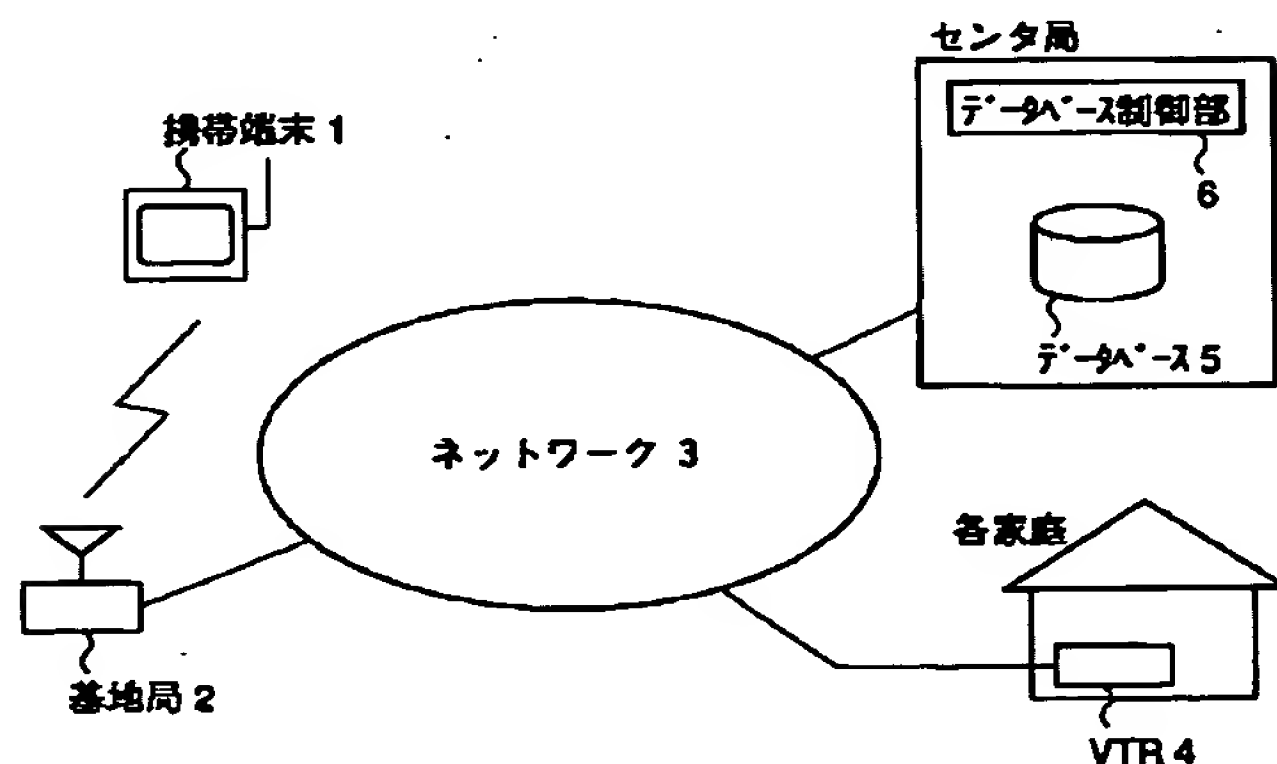 センタ局
データベース制御部
6
データベース 5
携帯端末 1
ネットワーク 3
各家庭
基地局 2
VTR 4